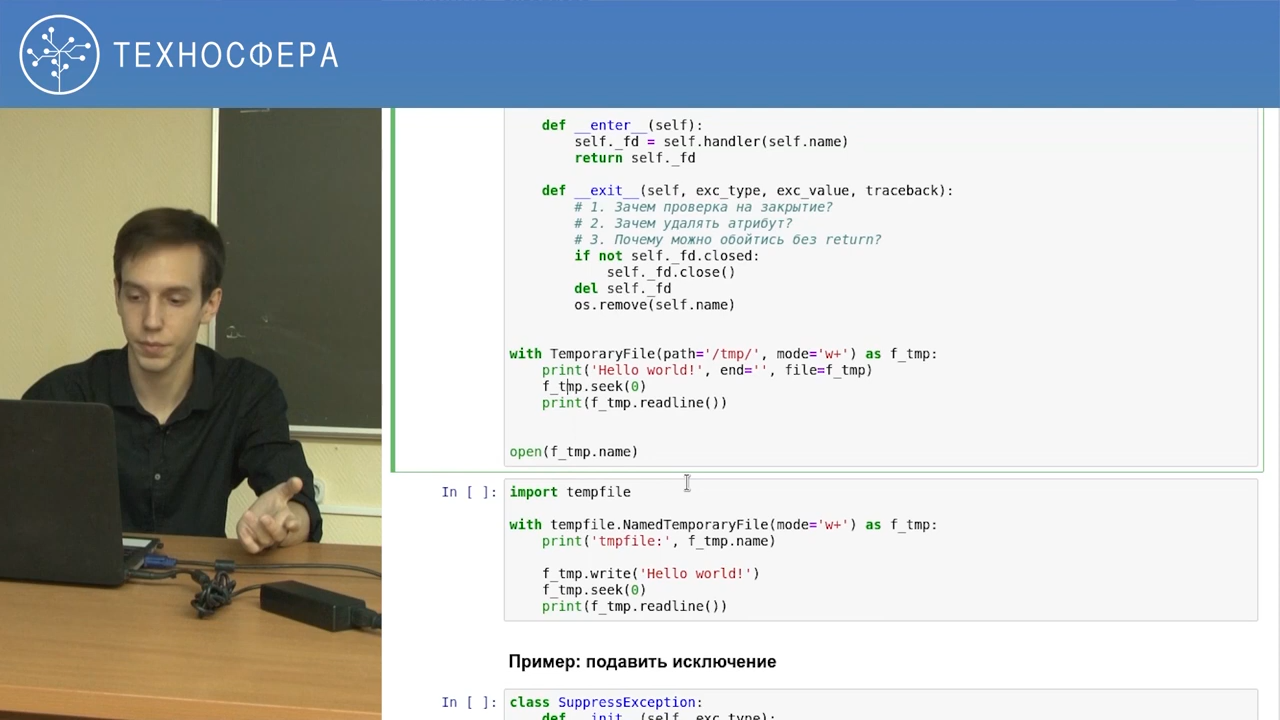 ТЕХНОСФЕРА
def __enter__(self):
self._fd = self.handler(self.name)
return self._fd
def __exit__(self, exc_type, exc_value, traceback):
# 1. Зачем проверка на закрытие?
# 2. Зачем удалять атрибут?
# 3. Почему можно обойтись без return?
if not self._fd.closed:
self._fd.close()
del self._fd
os.remove(self.name)
with TemporaryFile(path='/tmp/', mode='w+') as f_tmp:
print('Hello world!', end='', file=f_tmp)
f_tmp.seek(0)
print(f_tmp.readline())
open(f_tmp.name)
In [ ]: import tempfile
with tempfile.NamedTemporaryFile(mode='w+') as f_tmp:
print('tmpfile:', f_tmp.name)
f_tmp.write('Hello world!')
f_tmp.seek(0)
print(f_tmp.readline())
Пример: подавить исключение
In [ ]: class SuppressException:
def __init__(self, exc_type):